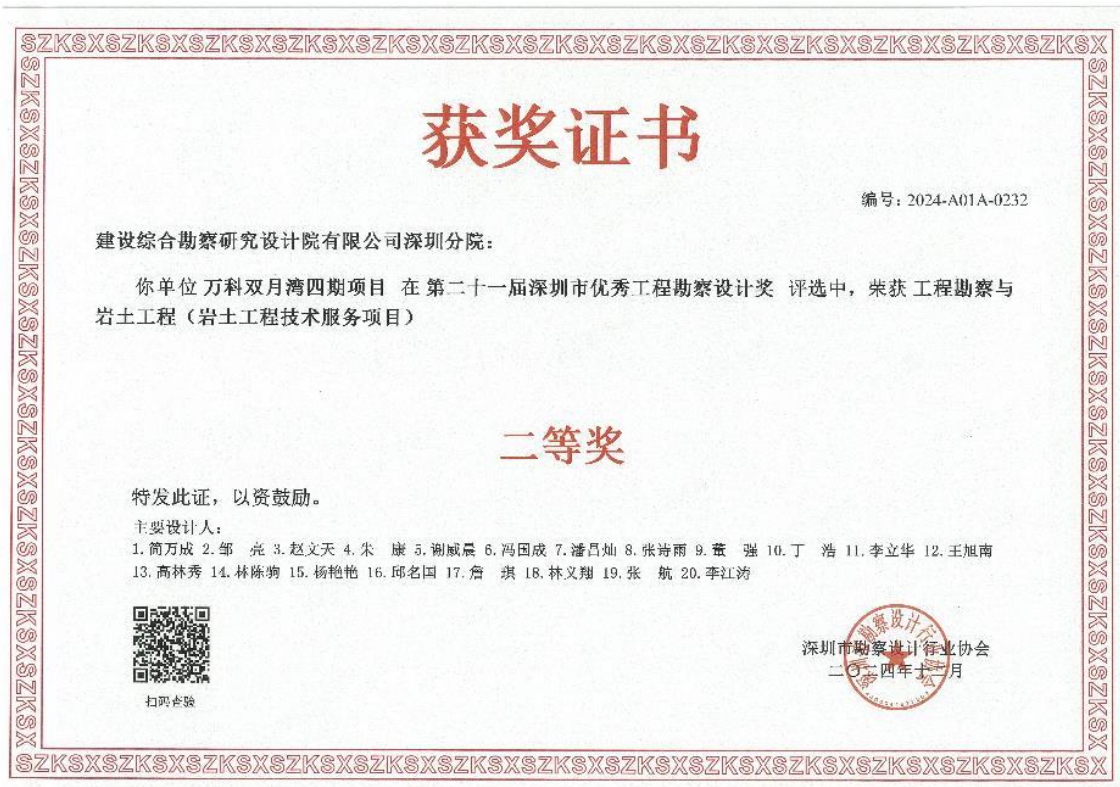 SZKSXSZKSXSZKSXSZKSXSZKSXSZKSXSZKSXSZKSXSZKSXSZKSXSZKSX
获奖证书
编号: 2024-A01A-0232
建设综合勘察研究设计院有限公司深圳分院:
你单位 万科双月湾四期项目 在 第二十一届深圳市优秀工程勘察设计奖 评选中, 荣获 工程勘察与
岩土工程（岩土工程技术服务项目）
二等奖
特发此证, 以资鼓励。
主要设计人:
1.简万成 2.邹 亮 3.赵文天 4.朱 康 5.谢威晨 6.冯国成 7.潘昌灿 8.张诗雨 9.董 强 10.丁 浩 11.李立华 12.王旭南
13.高林秀 14.林陈驹 15.杨艳艳 16.邱名国 17.詹 琪 18.林义翔 19.张 航 20.李江涛
扫码查验
深圳市勘察设计行业协会
二〇二四年十二月